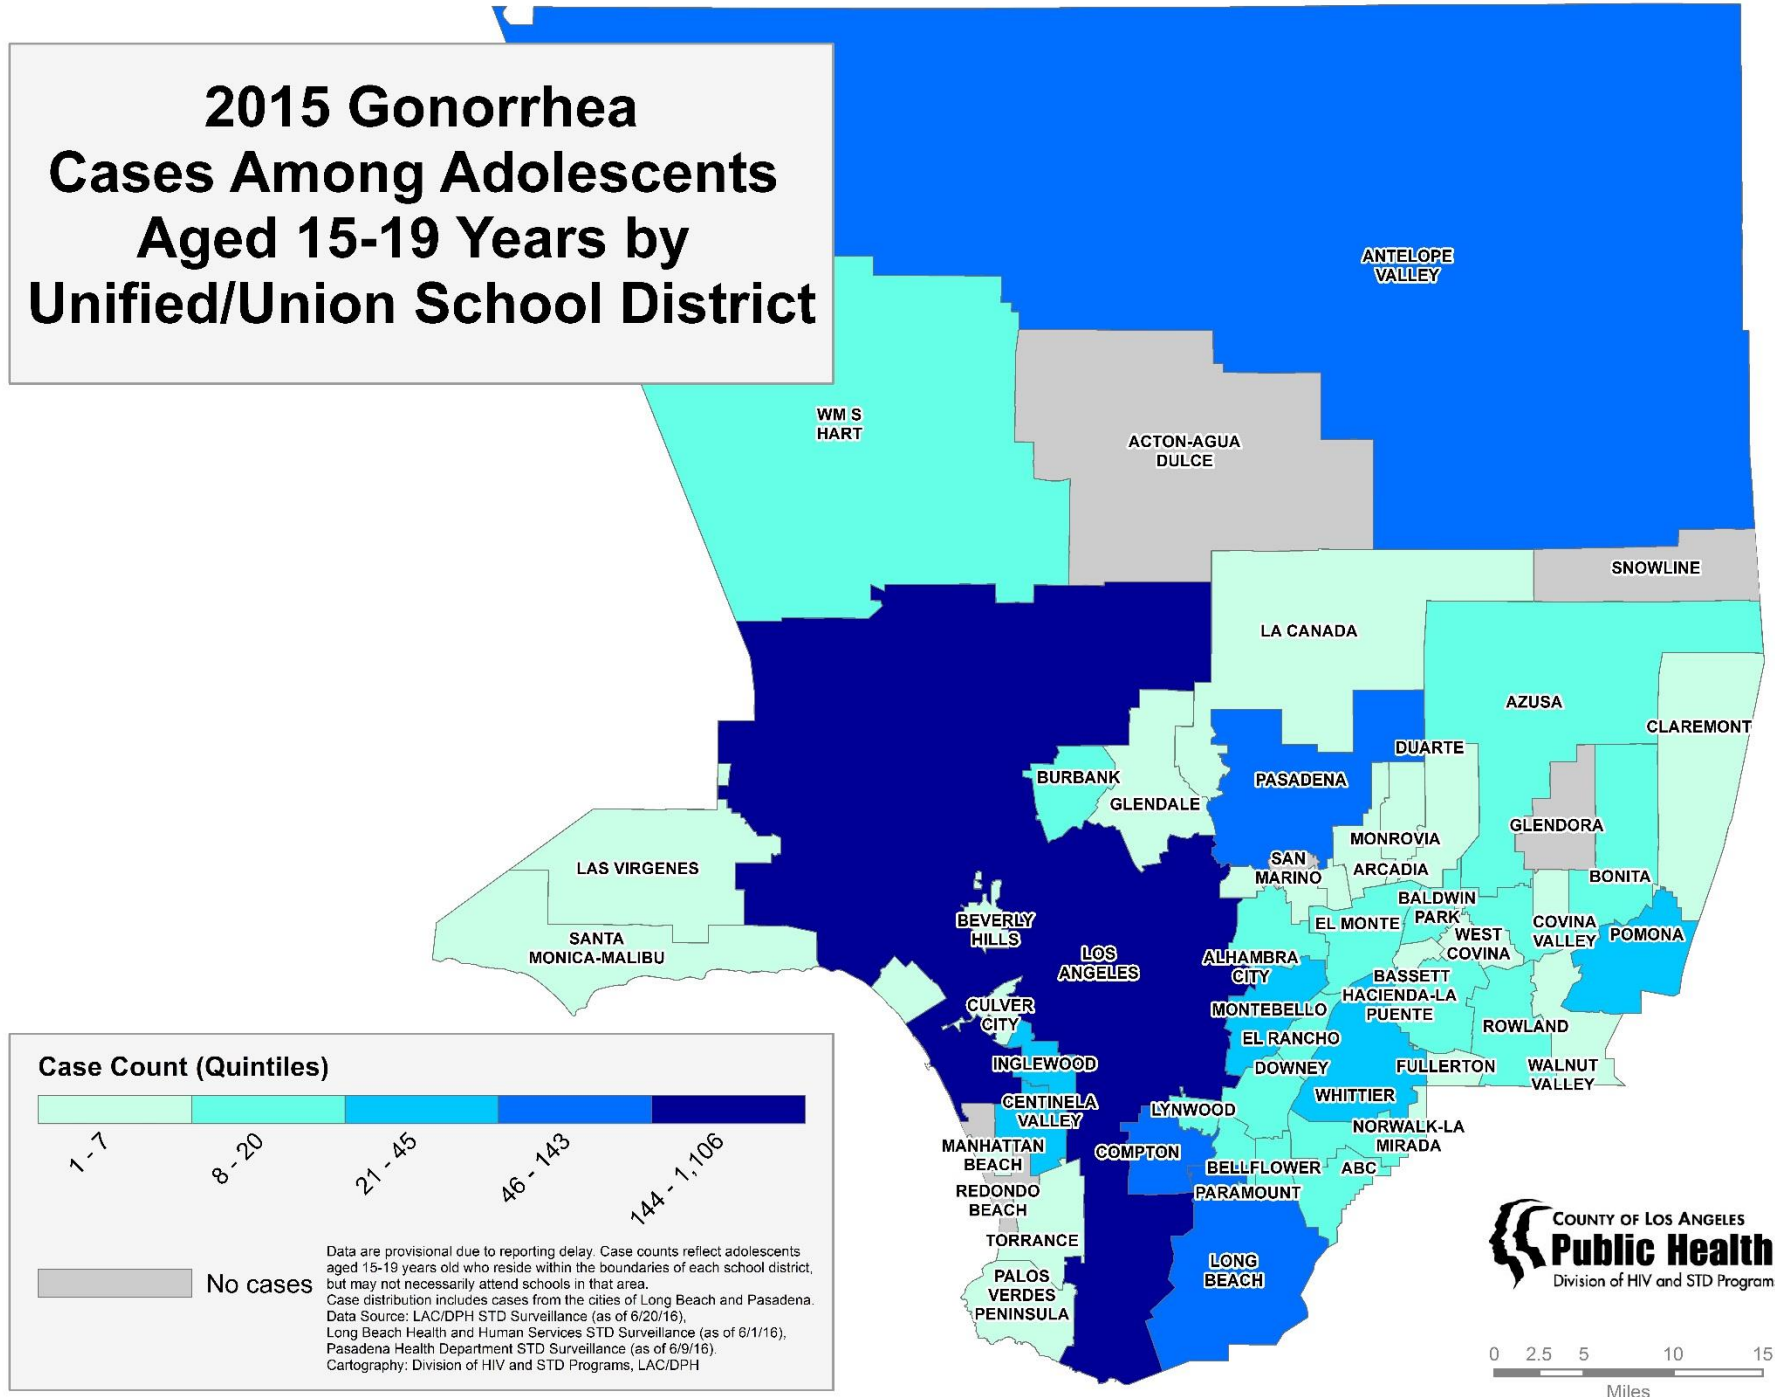 2015 Gonorrhea
Cases Among Adolescents
Aged 15-19 Years by
Unified/Union School District
ANTELOPE
VALLEY
WM S
HART
ACTON-AGUA
DULCE
SNOWLINE
LA CANADA
AZUSA
CLAREMONT
DUARTE
BURBANK
PASADENA
GLENDALE
GLENDORA
MONROVIA
SAN
MARINO
ARCADIA
LAS VIRGENES
BONITA
BALDWIN
PARK
EL MONTE
BEVERLY
HILLS
COVINA
VALLEY
POMONA
WEST
COVINA
SANTA
MONICA-MALIBU
LOS
ANGELES
ALHAMBRA
CITY
BASSETT
HACIENDA-LA
PUENTE
CULVER
CITY
MONTEBELLO
ROWLAND
EL RANCHO
INGLEWOOD
DOWNEY
FULLERTON
WALNUT
VALLEY
WHITTIER
CENTINELA
VALLEY
LYNWOOD
NORWALK-LA
MIRADA
MANHATTAN
BEACH
COMPTON
BELLFLOWER
ABC
REDONDO
BEACH
PARAMOUNT
TORRANCE
LONG
BEACH
PALOS
VERDES
PENINSULA
Case Count (Quintiles)
1 - 7
8 - 20
21 - 45
46 - 143
144 - 1,106
No cases
Data are provisional due to reporting delay. Case counts reflect adolescents
aged 15-19 years old who reside within the boundaries of each school district,
but may not necessarily attend schools in that area.
Case distribution includes cases from the cities of Long Beach and Pasadena.
Data Source: LAC/DPH STD Surveillance (as of 6/20/16),
Long Beach Health and Human Services STD Surveillance (as of 6/1/16),
Pasadena Health Department STD Surveillance (as of 6/9/16).
Cartography: Division of HIV and STD Programs, LAC/DPH
COUNTY OF LOS ANGELES
Public Health
Division of HIV and STD Programs
0 2.5 5 10 15
Miles